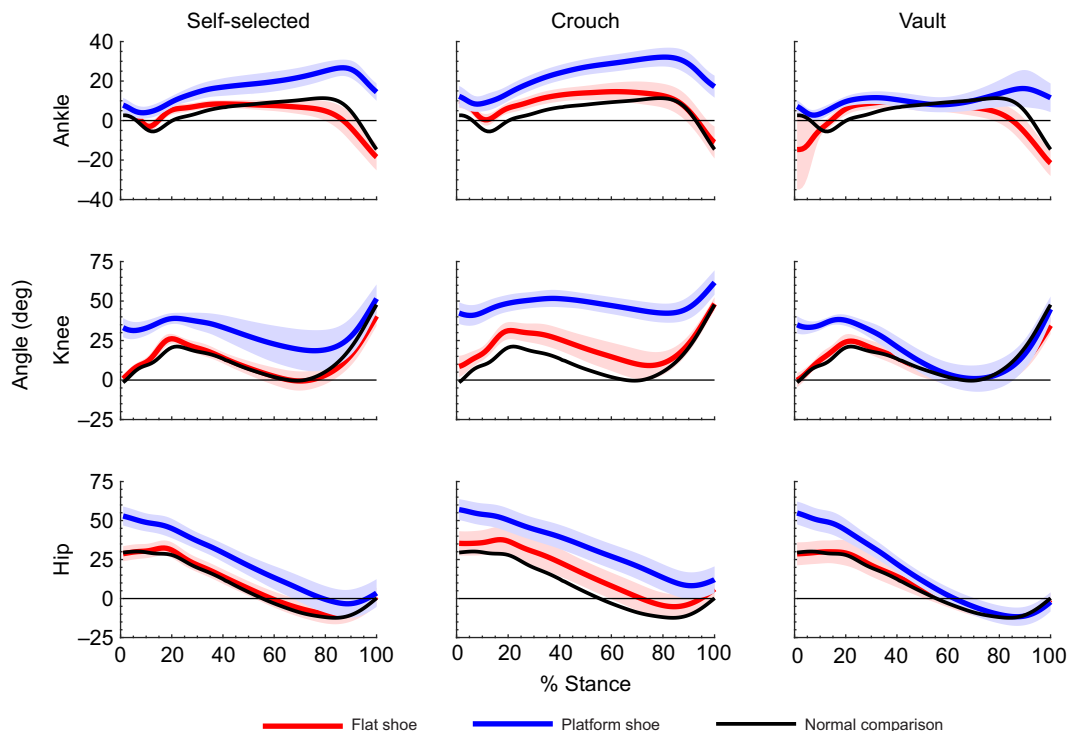 Self-selected Crouch Vault
Angle (deg)
Ankle
40
20
0
–20
–40
Knee
75
50
25
0
–25
Hip
75
50
25
0
–25
0 20 40 60 80 100 0 20 40 60 80 100 0 20 40 60 80 100
% Stance
Flat shoe Platform shoe Normal comparison